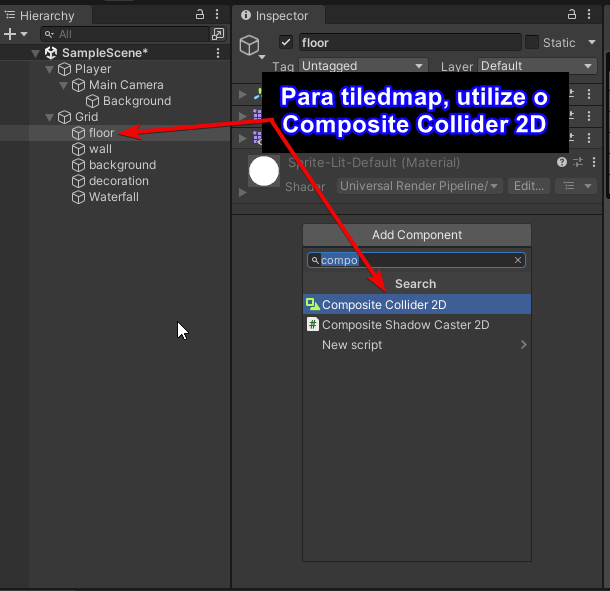 Hierarchy
All
SampleScene*
Player
Main Camera
Background
Grid
floor
wall
background
decoration
Waterfall
Inspector
floor
Static
Tag Untagged
Layer Default
Para tiledmap, utilize o
Composite Collider 2D
Sprite-Lit-Default (Material)
Shader Universal Render Pipeline/ Edit...
Add Component
compo
Search
Composite Collider 2D
Composite Shadow Caster 2D
New script